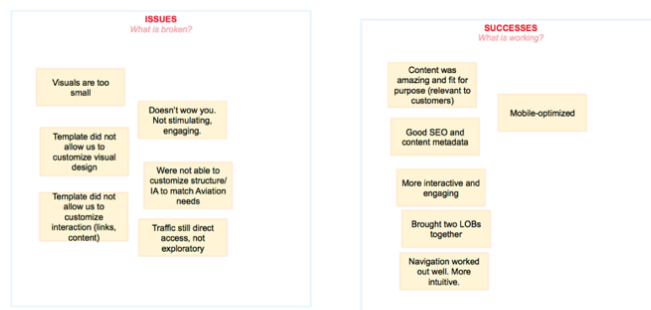 ISSUES
What is broken?
Visuals are too
small
Doesn't wow you.
Not stimulating,
engaging.
Template did not
allow us to
customize visual
design
Were not able to
customize structure/
IA to match Aviation
needs
Template did not
allow us to
customize
interaction (links,
content)
Traffic still direct
access, not
exploratory
SUCCESSES
What is working?
Content was
amazing and fit for
purpose (relevant to
customers)
Mobile-optimized
Good SEO and
content metadata
More interactive and
engaging
Brought two LOBs
together
Navigation worked
out well. More
intuitive.